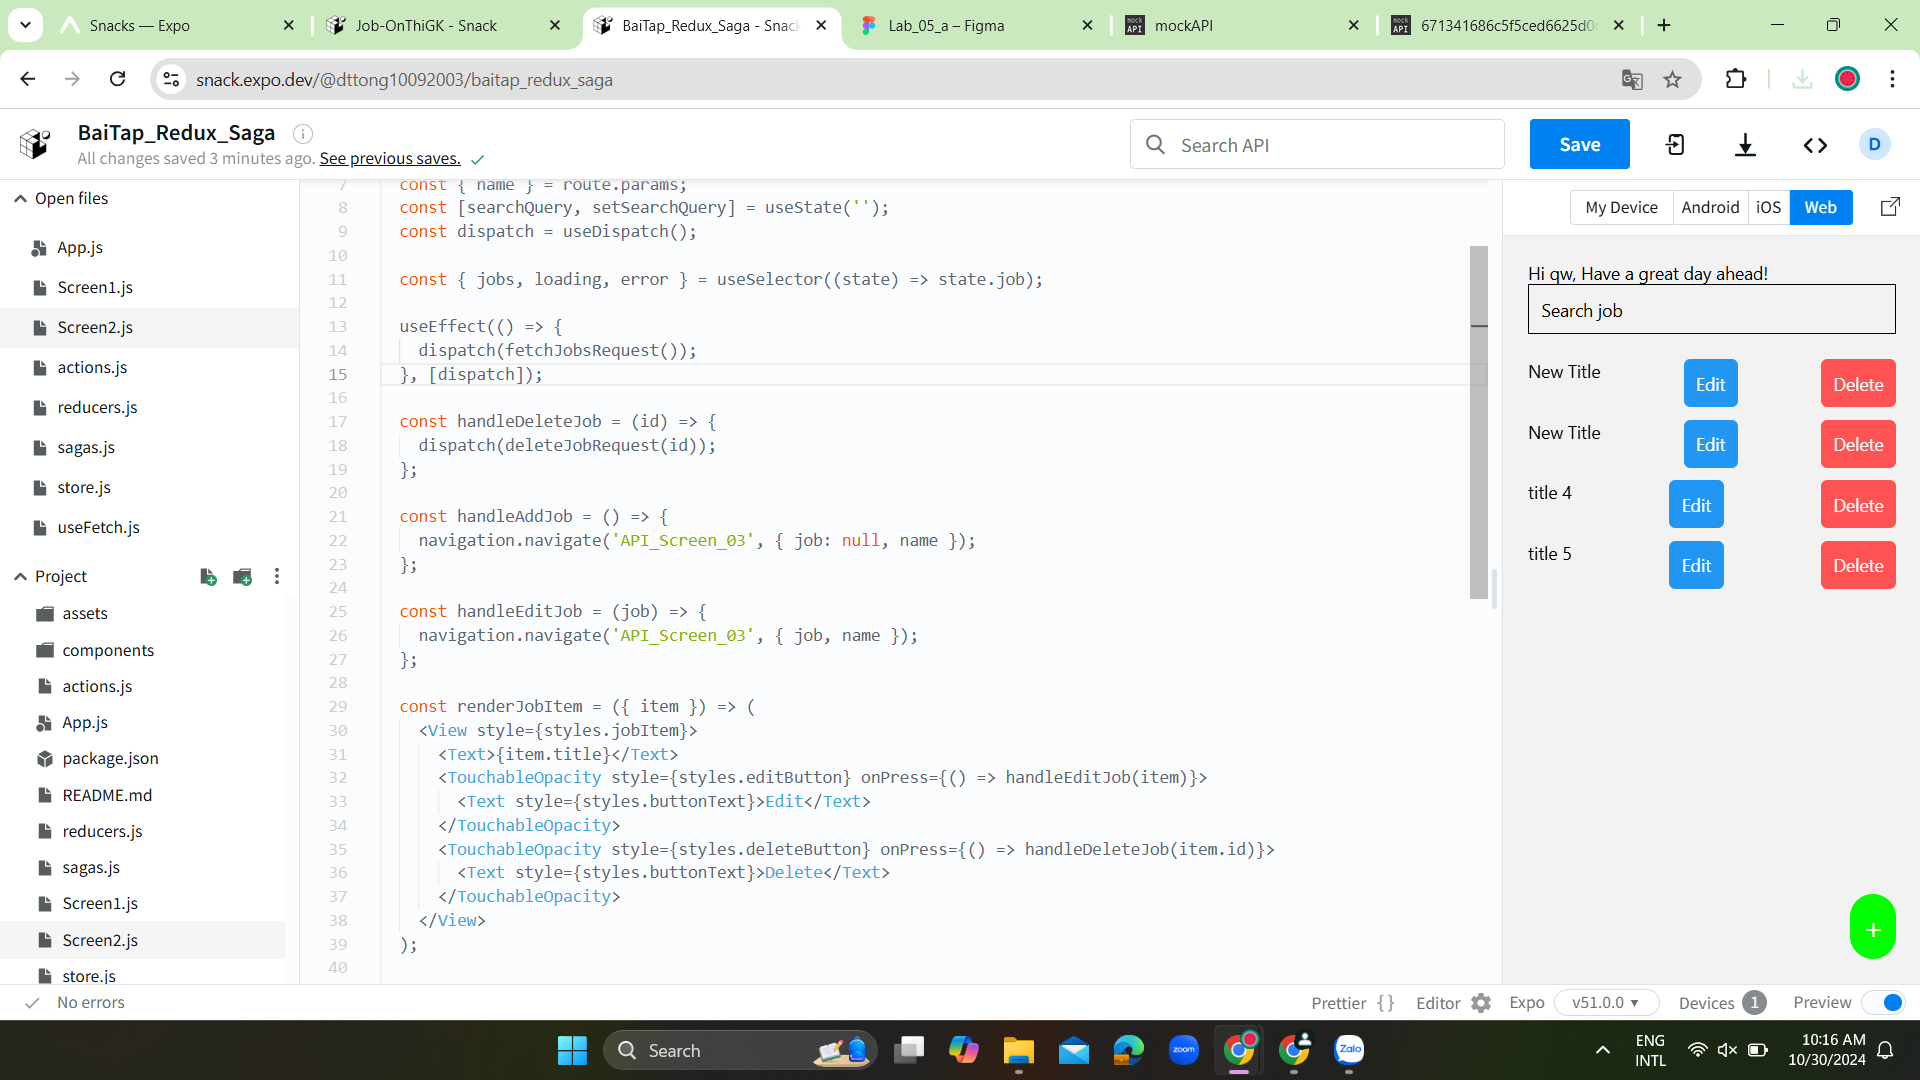 Snacks — Expo
Job-OnThiGK - Snack
BaiTap_Redux_Saga - Snack
Lab_05_a – Figma
mockAPI
671341686c5f5ced6625d0
snack.expo.dev/@dttong10092003/baitap_redux_saga
BaiTap_Redux_Saga
All changes saved 3 minutes ago. See previous saves.
Search API
Save
D
Open files
App.js
Screen1.js
Screen2.js
actions.js
reducers.js
sagas.js
store.js
useFetch.js
Project
assets
components
actions.js
App.js
package.json
README.md
reducers.js
sagas.js
Screen1.js
Screen2.js
store.js
7 const { name } = route.params;
8 const [searchQuery, setSearchQuery] = useState('');
9 const dispatch = useDispatch();
10
11 const { jobs, loading, error } = useSelector((state) => state.job);
12
13 useEffect(() => {
14 dispatch(fetchJobsRequest());
15 }, [dispatch]);
16
17 const handleDeleteJob = (id) => {
18 dispatch(deleteJobRequest(id));
19 };
20
21 const handleAddJob = () => {
22 navigation.navigate('API_Screen_03', { job: null, name });
23 };
24
25 const handleEditJob = (job) => {
26 navigation.navigate('API_Screen_03', { job, name });
27 };
28
29 const renderJobItem = ({ item }) => (
30 <View style={styles.jobItem}>
31 <Text>{item.title}</Text>
32 <TouchableOpacity style={styles.editButton} onPress={() => handleEditJob(item)}>
33 <Text style={styles.buttonText}>Edit</Text>
34 </TouchableOpacity>
35 <TouchableOpacity style={styles.deleteButton} onPress={() => handleDeleteJob(item.id)}>
36 <Text style={styles.buttonText}>Delete</Text>
37 </TouchableOpacity>
38 </View>
39 );
40
My Device Android iOS Web
Hi qw, Have a great day ahead!
Search job
New Title Edit Delete
New Title Edit Delete
title 4 Edit Delete
title 5 Edit Delete
+
No errors
Prettier { } Editor Expo v51.0.0 Devices 1 Preview
Search
zoom
Zalo
ENG
INTL
10:16 AM
10/30/2024